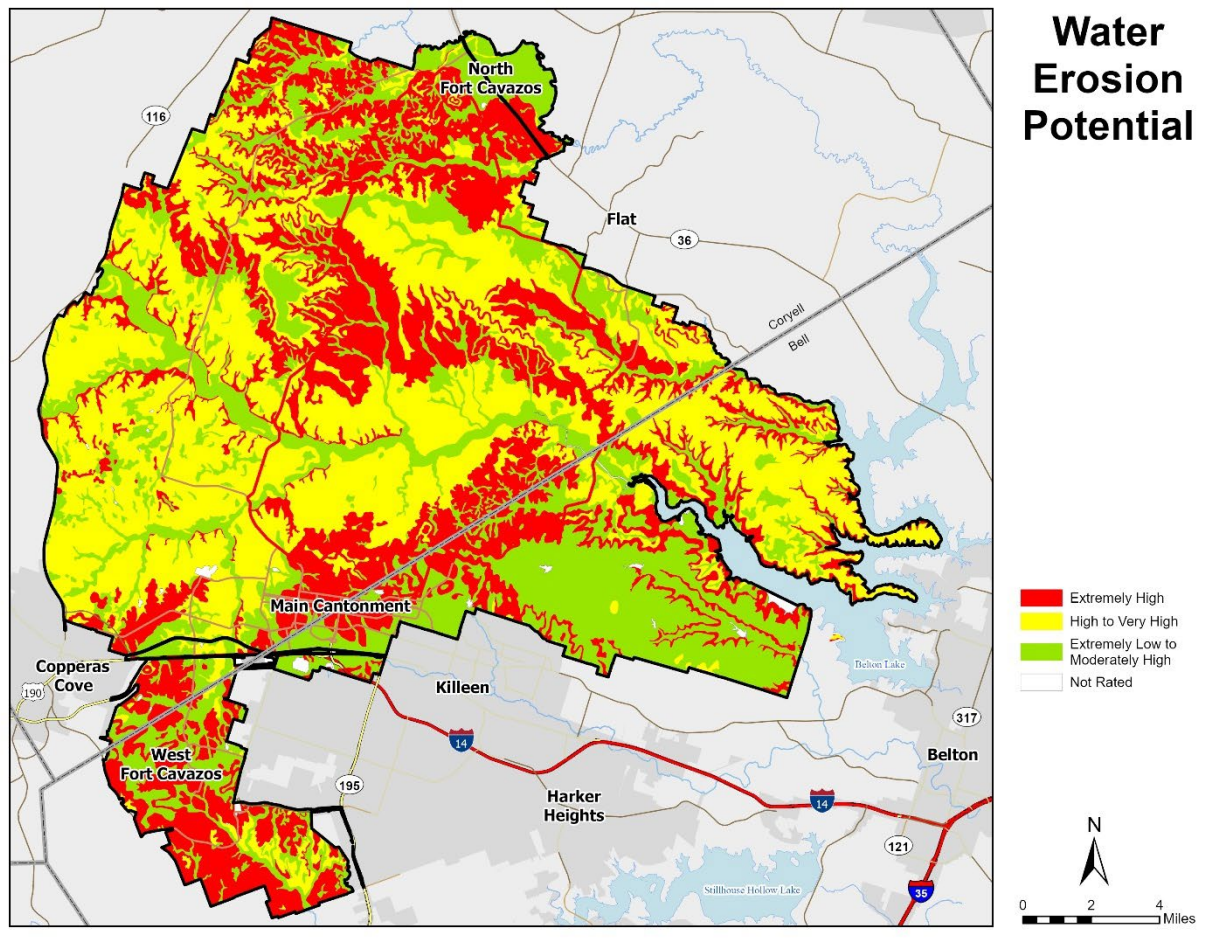 Water
Erosion
Potential
North
Fort Cavazos
116
Flat
36
Coryell
Bell
Main Cantonment
Copperas
Cove
190
Killeen
Belton Lake
14
317
West
Fort Cavazos
Belton
195
Harker
Heights
14
121
Stillhouse Hollow Lake
35
Extremely High
High to Very High
Extremely Low to
Moderately High
Not Rated
N
0 2 4
Miles